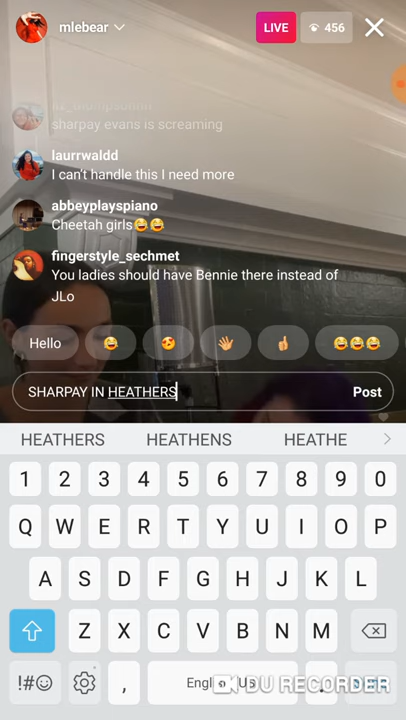 mlebear
LIVE
456
sharpay evans is screaming
laurrwaldd
I can't handle this I need more
abbeyplayspiano
Cheetah girls😂😂
fingerstyle_sechmet
You ladies should have Bennie there instead of
JLo
Hello 😂 😍 👋🏼 👍🏼 😂😂😂
SHARPAY IN HEATHERS
Post
HEATHERS HEATHENS HEATHE
1 2 3 4 5 6 7 8 9 0
Q W E R T Y U I O P
A S D F G H J K L
Z X C V B N M
!#☺ , .
DU RECORDER